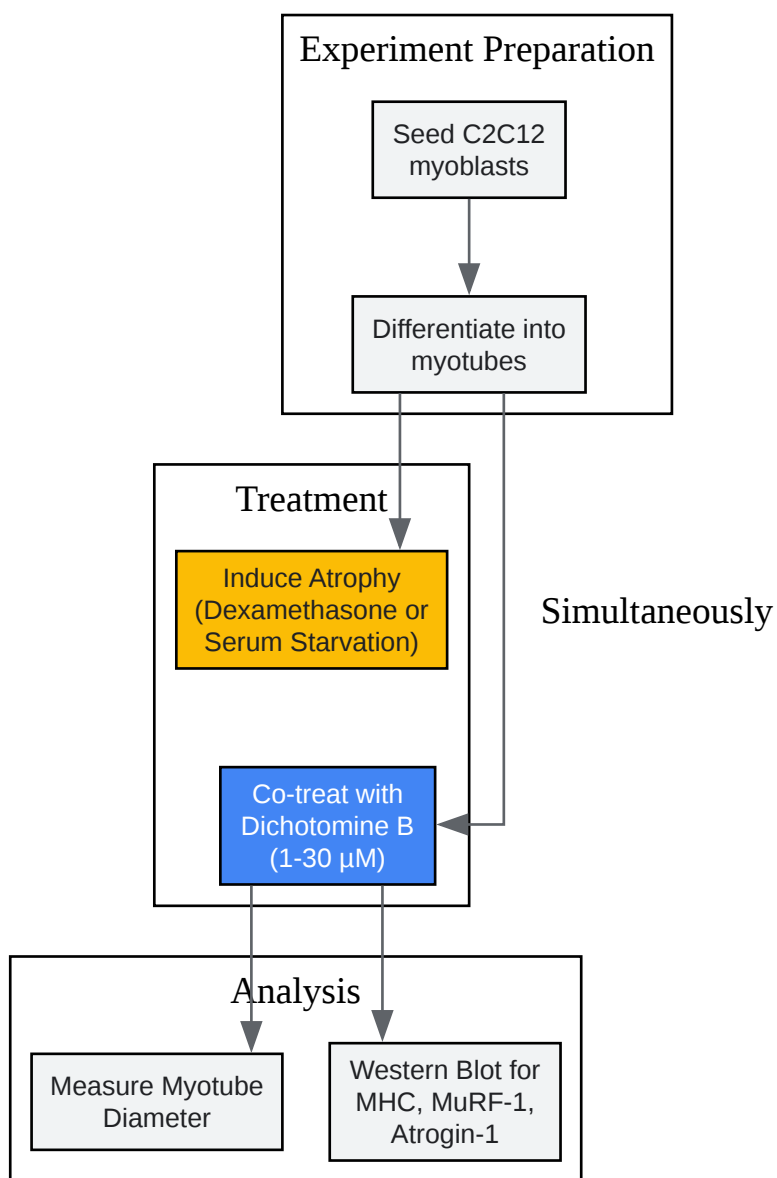 Experiment Preparation
Seed C2C12
myoblasts
Differentiate into
myotubes
Treatment
Induce Atrophy
(Dexamethasone or
Serum Starvation)
Simultaneously
Co-treat with
Dichotomine B
(1-30 µM)
Analysis
Measure Myotube
Diameter
Western Blot for
MHC, MuRF-1,
Atrogin-1